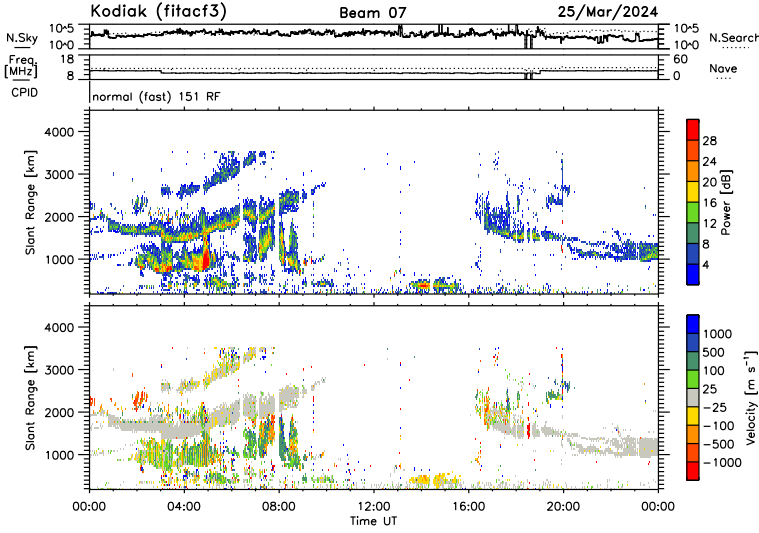 Kodiak (fitacf3) Beam 07 25/Mar/2024
N.Sky 10^5 10^0 10^5 10^0 N.Search
Freq. [MHz] 18 8 60 0 Nave
CPID normal (fast) 151 RF
Slant Range [km] 4000 3000 2000 1000
28 24 20 16 12 8 4 Power [dB]
Slant Range [km] 4000 3000 2000 1000
1000 500 100 25 -25 -100 -500 -1000 Velocity [m s^-1]
00:00 04:00 08:00 12:00 16:00 20:00 00:00
Time UT